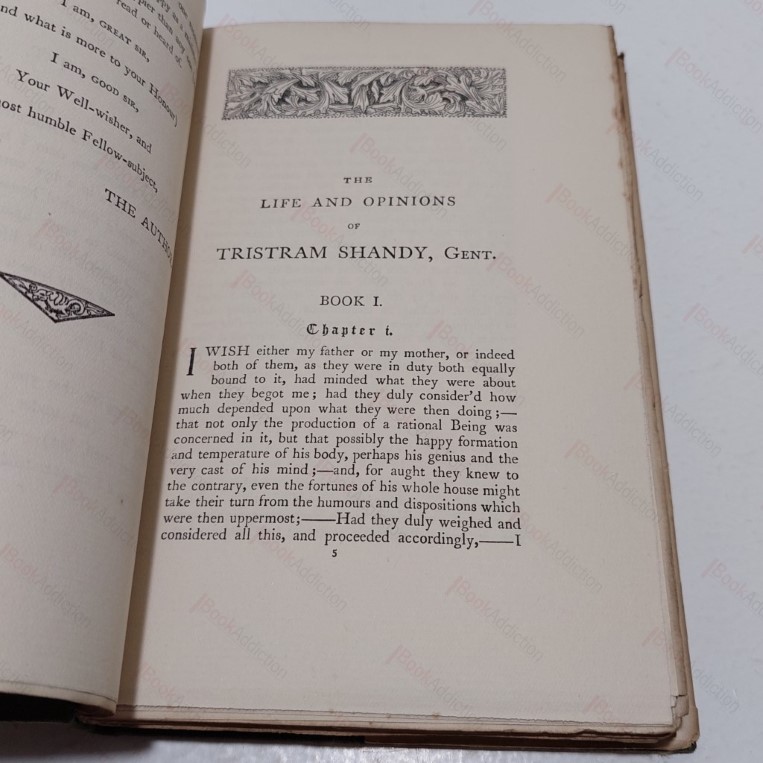 read or heard of.
I am, GREAT SIR,
nd what is more to your Honour)
I am, GOOD SIR,
Your Well-wisher, and
most humble Fellow-subject,
THE AUTHO
THE
LIFE AND OPINIONS
OF
TRISTRAM SHANDY, GENT.
BOOK I.
Chapter i.
I WISH either my father or my mother, or indeed
both of them, as they were in duty both equally
bound to it, had minded what they were about
when they begot me; had they duly consider'd how
much depended upon what they were then doing;—
that not only the production of a rational Being was
concerned in it, but that possibly the happy formation
and temperature of his body, perhaps his genius and the
very cast of his mind;—and, for aught they knew to
the contrary, even the fortunes of his whole house might
take their turn from the humours and dispositions which
were then uppermost;——Had they duly weighed and
considered all this, and proceeded accordingly,——I
5
BookAddiction